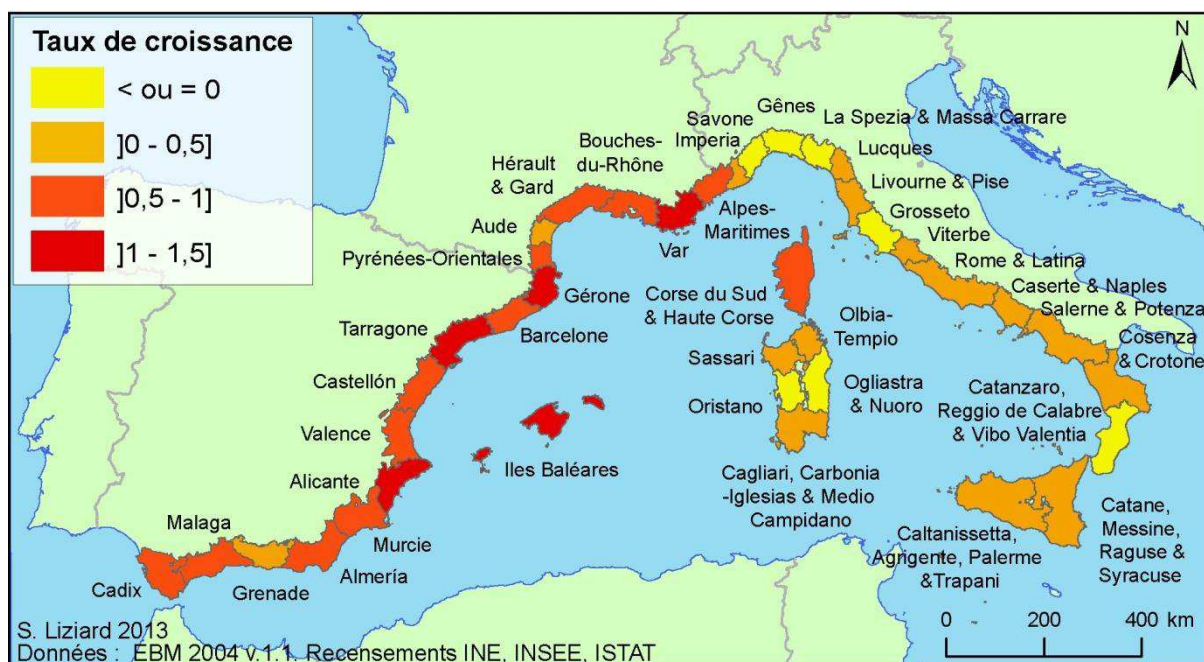 Taux de croissance
< ou = 0
]0 - 0,5]
]0,5 - 1]
]1 - 1,5]
N
Gênes
Savone
Imperia
La Spezia & Massa Carrare
Lucques
Livourne & Pise
Grosseto
Viterbe
Rome & Latina
Caserte & Naples
Salerne & Potenza
Cosenza
& Crotone
Bouches-
du-Rhône
Hérault
& Gard
Aude
Pyrénées-Orientales
Alpes-
Maritimes
Var
Gérone
Barcelone
Tarragone
Castellón
Valence
Alicante
Iles Baléares
Murcie
Almería
Grenade
Malaga
Cadix
Corse du Sud
& Haute Corse
Olbia-
Tempio
Sassari
Oristano
Ogliastra
& Nuoro
Cagliari, Carbonia
-Iglesias & Medio
Campidano
Catanzaro,
Reggio de Calabre
& Vibo Valentia
Caltanissetta,
Agrigente, Palerme
&Trapani
Catane,
Messine,
Raguse &
Syracuse
0 200 400 km
S. Liziard 2013
Données : EBM 2004 v.1.1, Recensements INE, INSEE, ISTAT